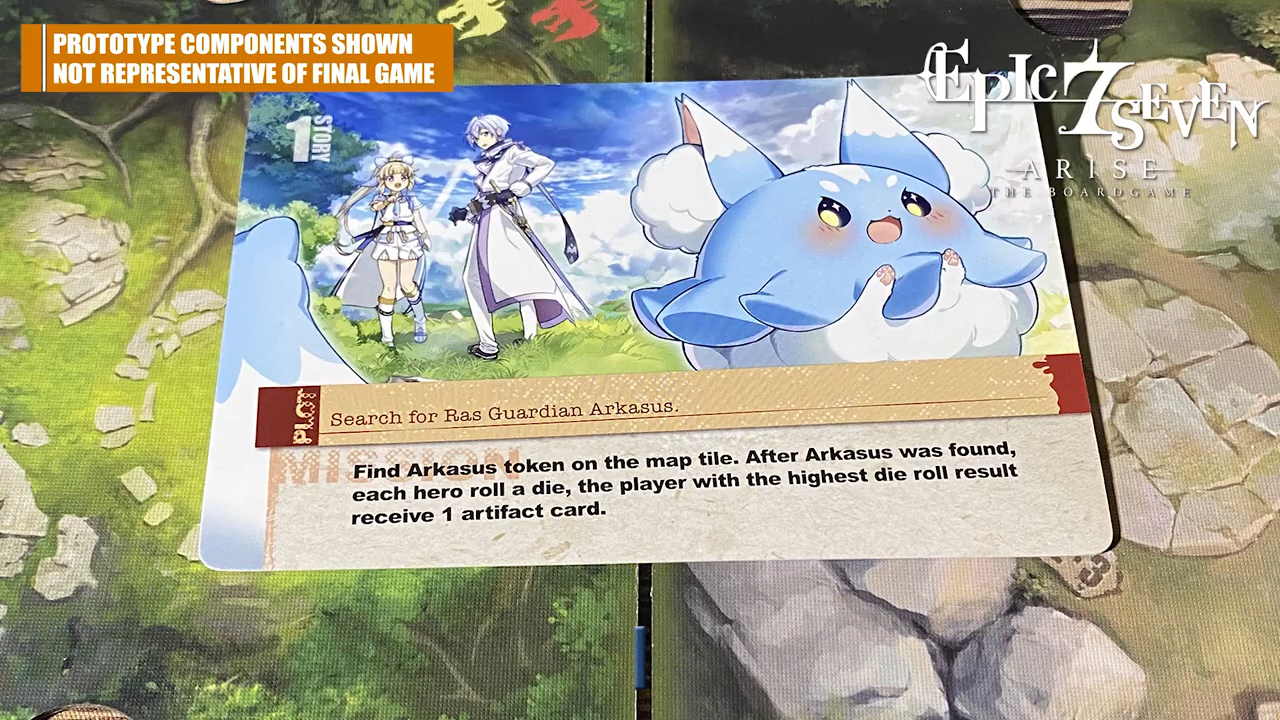 PROTOTYPE COMPONENTS SHOWN
NOT REPRESENTATIVE OF FINAL GAME
EPIC 7 SEVEN
ARISE
THE BOARDGAME
1 STORY
Search for Ras Guardian Arkasus.
MISSION
Find Arkasus token on the map tile. After Arkasus was found,
each hero roll a die, the player with the highest die roll result
receive 1 artifact card.